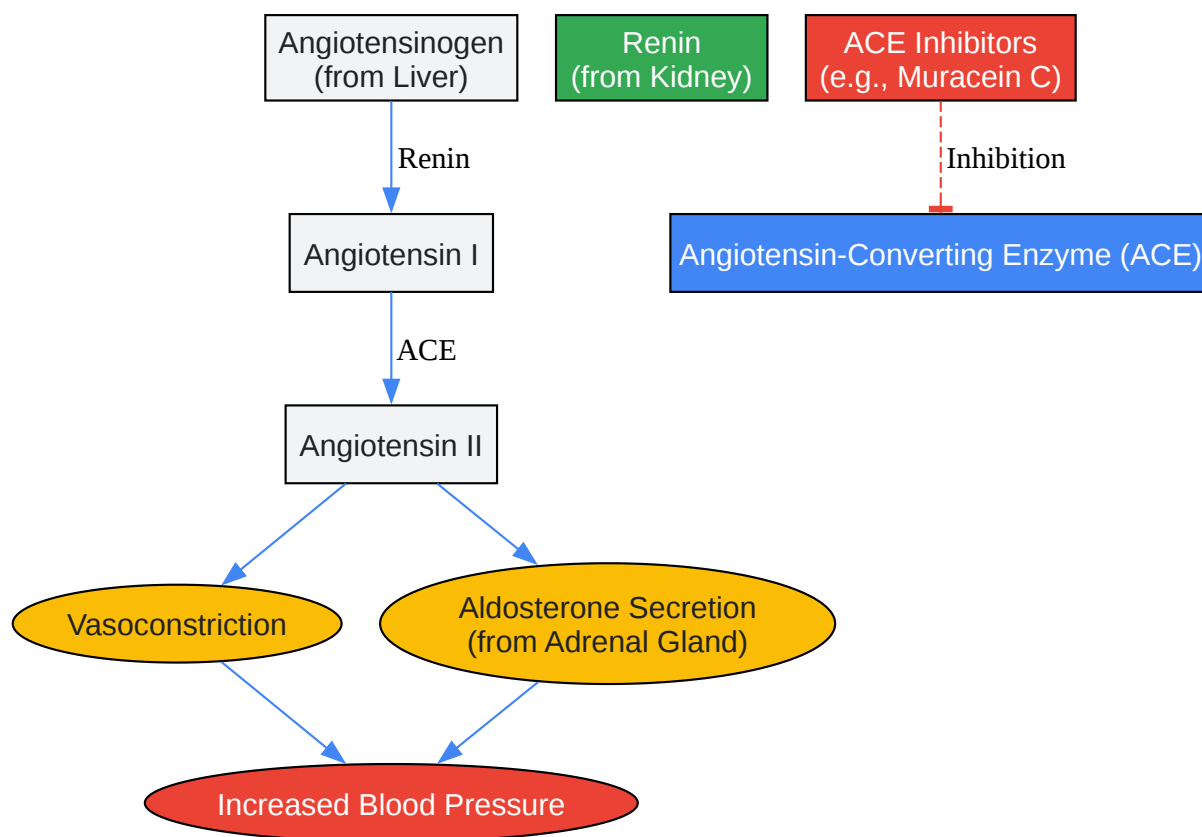 Angiotensinogen
(from Liver)
Renin
(from Kidney)
ACE Inhibitors
(e.g., Muracein C)
Renin
Inhibition
Angiotensin I
Angiotensin-Converting Enzyme (ACE)
ACE
Angiotensin II
Vasoconstriction
Aldosterone Secretion
(from Adrenal Gland)
Increased Blood Pressure